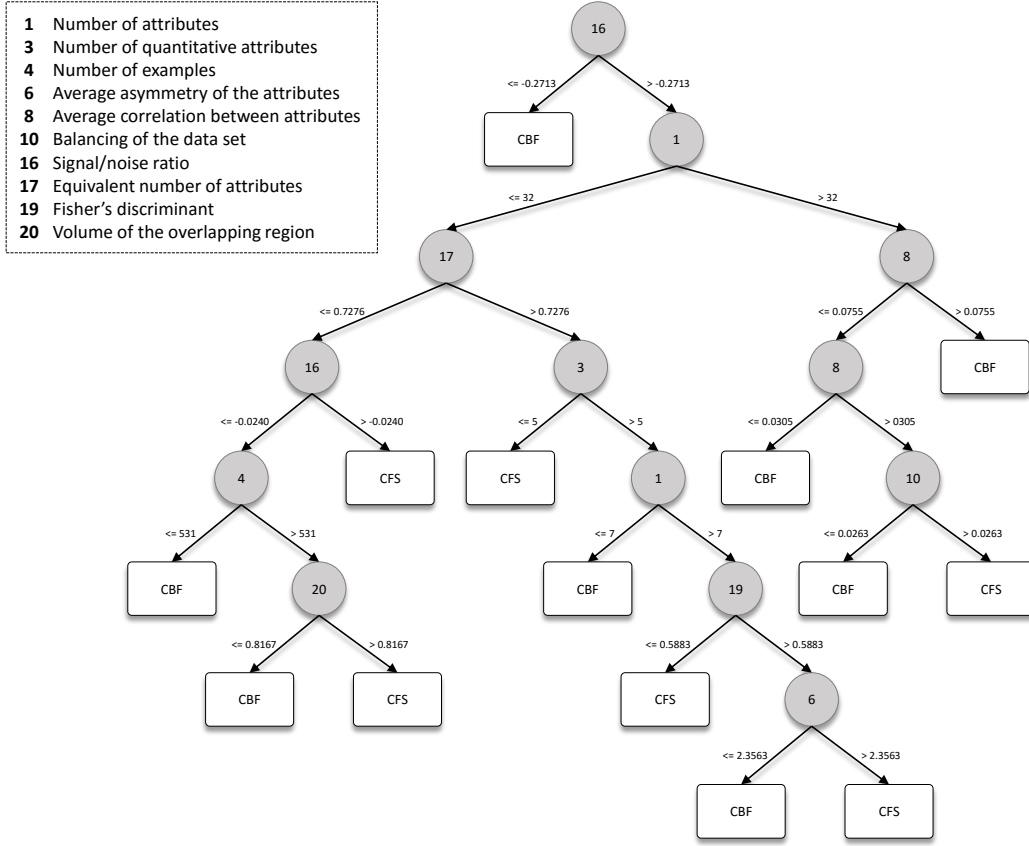 1 Number of attributes
3 Number of quantitative attributes
4 Number of examples
6 Average asymmetry of the attributes
8 Average correlation between attributes
10 Balancing of the data set
16 Signal/noise ratio
17 Equivalent number of attributes
19 Fisher's discriminant
20 Volume of the overlapping region
16
<= -0.2713 > -0.2713
CBF 1
<= 32 > 32
17 8
<= 0.7276 > 0.7276 <= 0.0755 > 0.0755
16 3 8 CBF
<= -0.0240 > -0.0240 <= 5 > 5 <= 0.0305 > 0305
4 CFS CFS 1 CBF 10
<= 531 > 531 <= 7 > 7 <= 0.0263 > 0.0263
CBF 20 CBF 19 CBF CFS
<= 0.8167 > 0.8167 <= 0.5883 > 0.5883
CBF CFS CFS 6
<= 2.3563 > 2.3563
CBF CFS